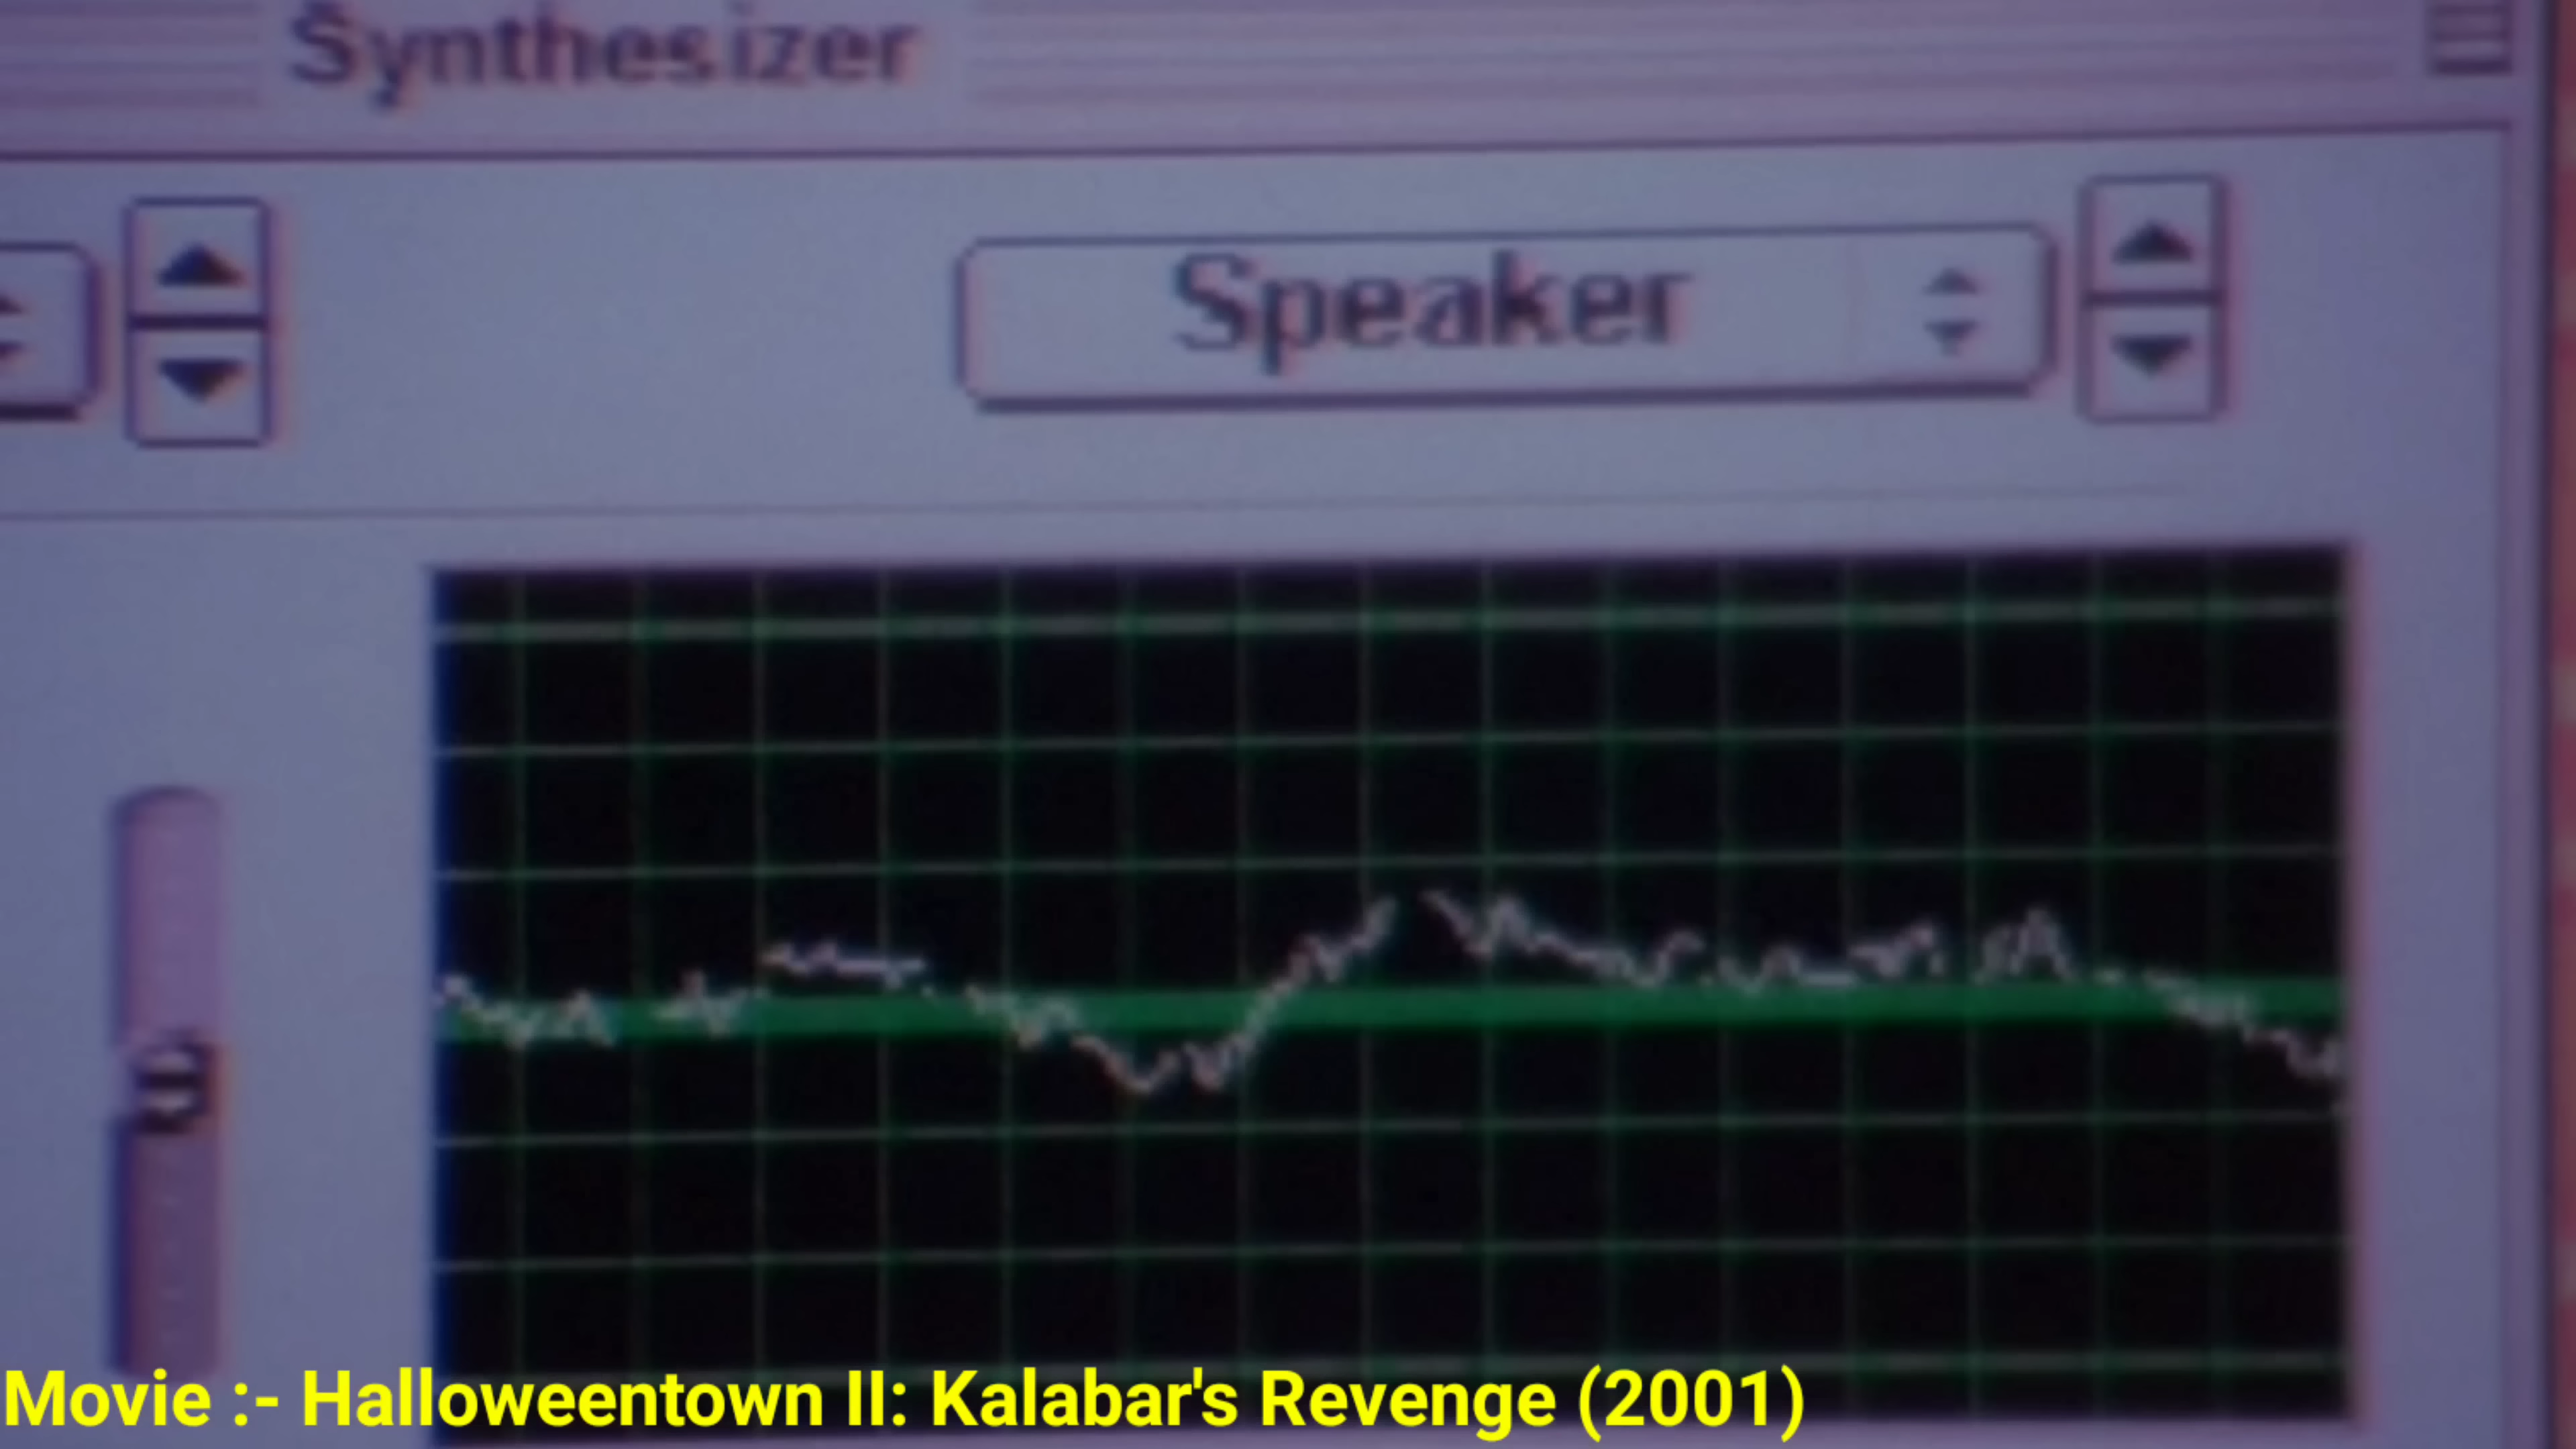 Synthesizer
Speaker
Movie :- Halloweentown II: Kalabar's Revenge (2001)